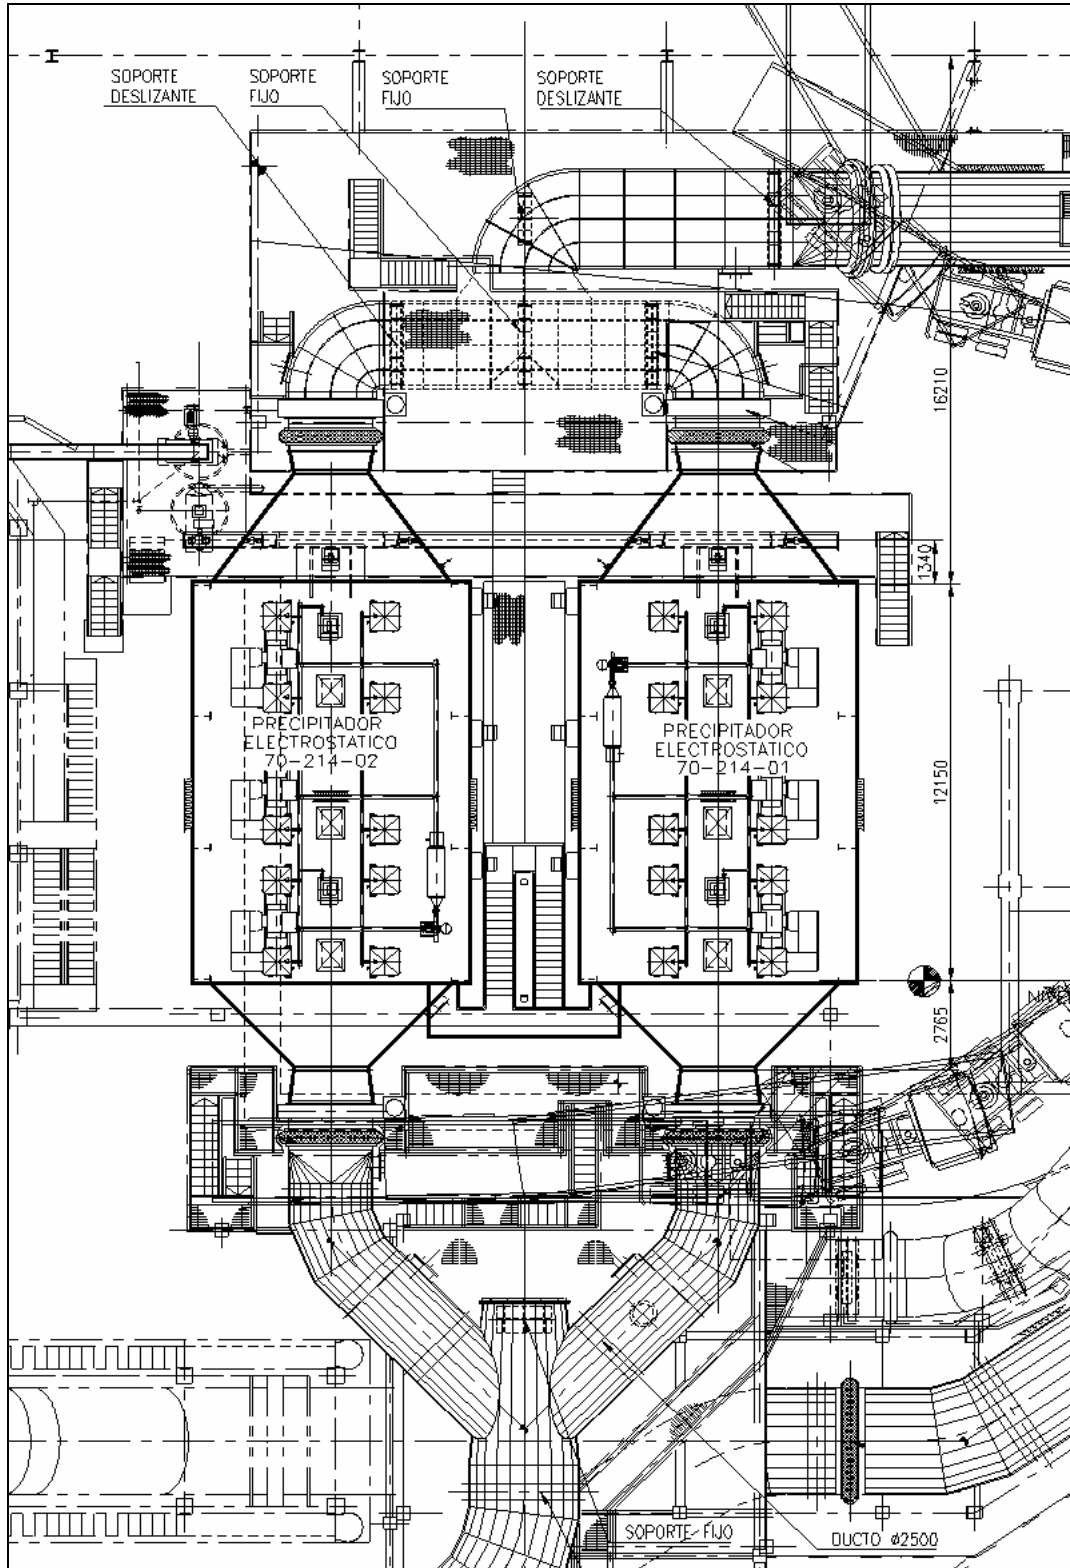 SOPORTE
DESLIZANTE
SOPORTE
FIJO
SOPORTE
FIJO
SOPORTE
DESLIZANTE
16210
1340
PRECIPITADOR
ELECTROSTATICO
70-214-02
PRECIPITADOR
ELECTROSTATICO
70-214-01
12150
2765
SOPORTE FIJO
DUCTO ø2500